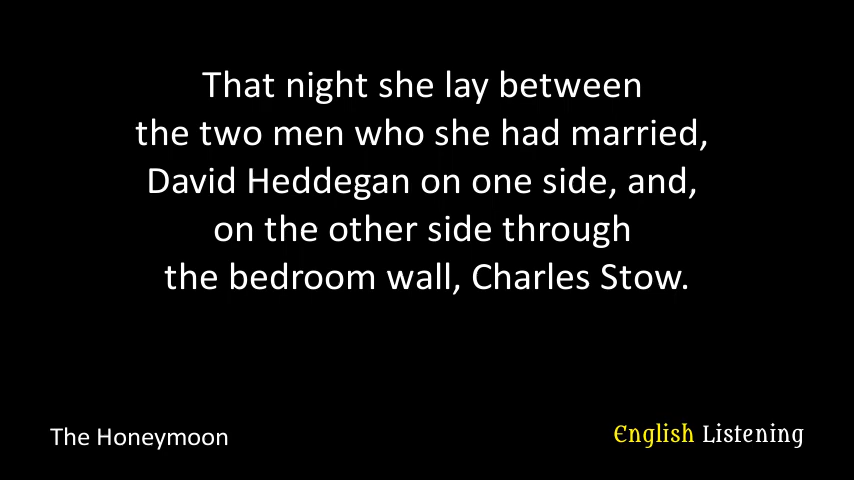 That night she lay between
the two men who she had married,
David Heddegan on one side, and,
on the other side through
the bedroom wall, Charles Stow.
The Honeymoon
English Listening